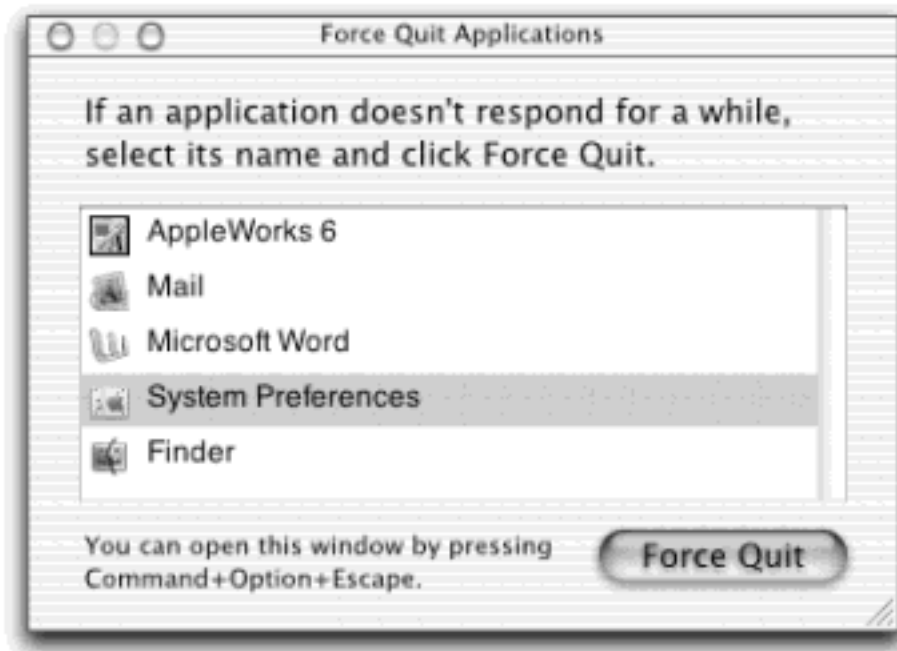 Force Quit Applications
If an application doesn't respond for a while,
select its name and click Force Quit.
AppleWorks 6
Mail
Microsoft Word
System Preferences
Finder
You can open this window by pressing
Command+Option+Escape.
Force Quit